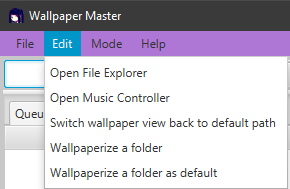 Wallpaper Master
File Edit Mode Help
Open File Explorer
Open Music Controller
Queu
Switch wallpaper view back to default path
Wallpaperize a folder
Wallpaperize a folder as default